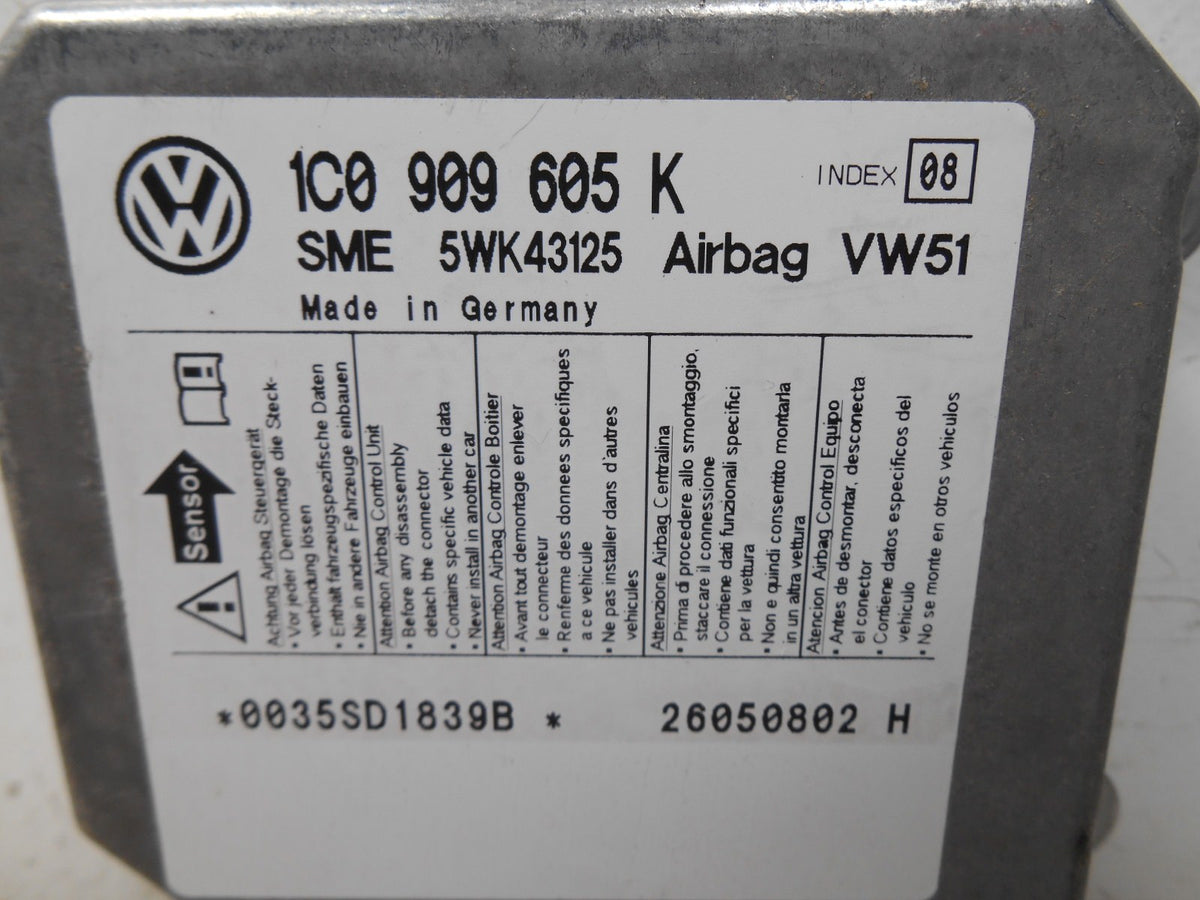 1C0 909 605 K INDEX 08
SME 5WK43125 Airbag VW51
Made in Germany
Sensor
Achtung Airbag Steuergerät
• Vor jeder Demontage die Steck-
verbindung lösen
• Enthält fahrzeugspezifische Daten
• Nie in andere Fahrzeuge einbauen
Attention Airbag Control Unit
• Before any disassembly
detach the connector
• Contains specific vehicle data
• Never install in another car
Attention Airbag Controle Boitier
• Avant tout demontage enlever
le connecteur
• Renferme des donnees specifiques
a ce vehicule
• Ne pas installer dans d'autres
vehicules
Attenzione Airbag Centralina
• Prima di procedere allo smontaggio,
staccare il connessione
• Contiene dati funzionali specifici
per la vettura
• Non e quindi consentito montarla
in un altra vettura
Atencion Airbag Control Equipo
• Antes de desmontar, desconecta
el conector
• Contiene datos especificos del
vehiculo
• No se monte en otros vehiculos
*0035SD1839B * 26050802 H